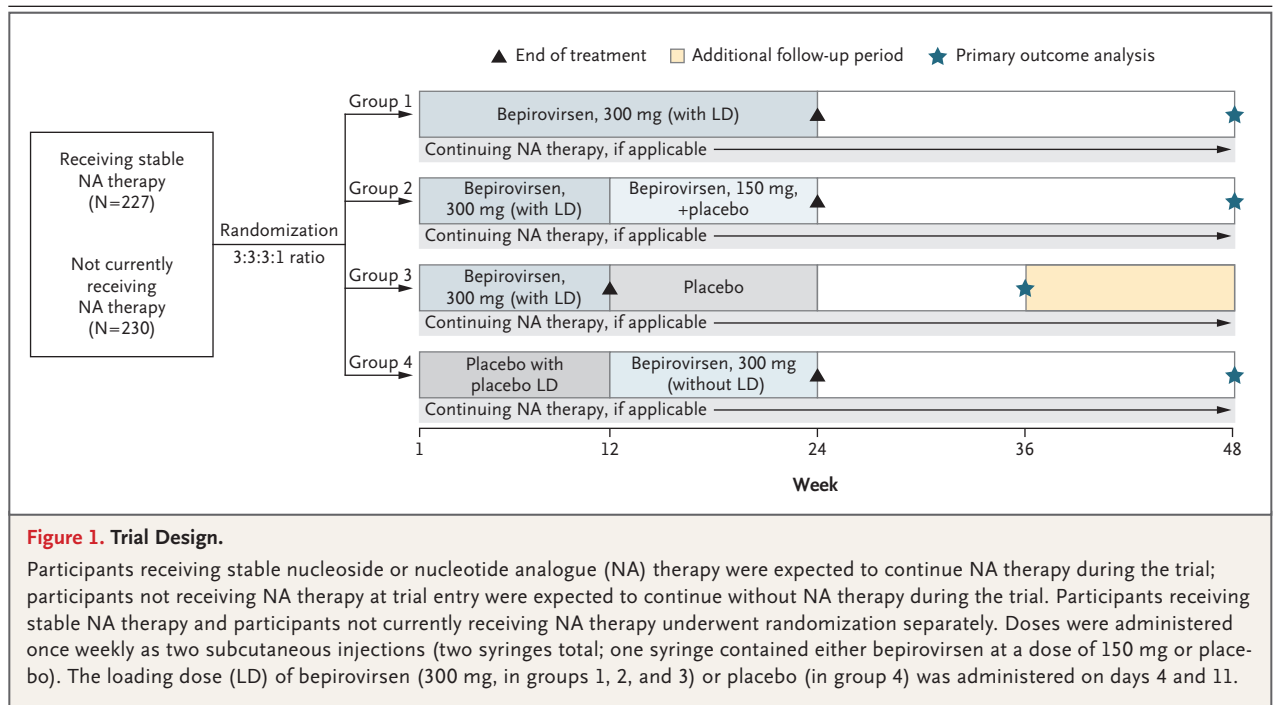 End of treatment
Additional follow-up period
Primary outcome analysis
Receiving stable
NA therapy
(N=227)
Not currently
receiving
NA therapy
(N=230)
Randomization
3:3:3:1 ratio
Group 1
Bepirovirsen, 300 mg (with LD)
Continuing NA therapy, if applicable
Group 2
Bepirovirsen,
300 mg (with LD)
Bepirovirsen, 150 mg,
+placebo
Continuing NA therapy, if applicable
Group 3
Bepirovirsen,
300 mg (with LD)
Placebo
Continuing NA therapy, if applicable
Group 4
Placebo with
placebo LD
Bepirovirsen, 300 mg
(without LD)
Continuing NA therapy, if applicable
1 12 24 36 48
Week
Figure 1. Trial Design.
Participants receiving stable nucleoside or nucleotide analogue (NA) therapy were expected to continue NA therapy during the trial;
participants not receiving NA therapy at trial entry were expected to continue without NA therapy during the trial. Participants receiving
stable NA therapy and participants not currently receiving NA therapy underwent randomization separately. Doses were administered
once weekly as two subcutaneous injections (two syringes total; one syringe contained either bepirovirsen at a dose of 150 mg or place-
bo). The loading dose (LD) of bepirovirsen (300 mg, in groups 1, 2, and 3) or placebo (in group 4) was administered on days 4 and 11.